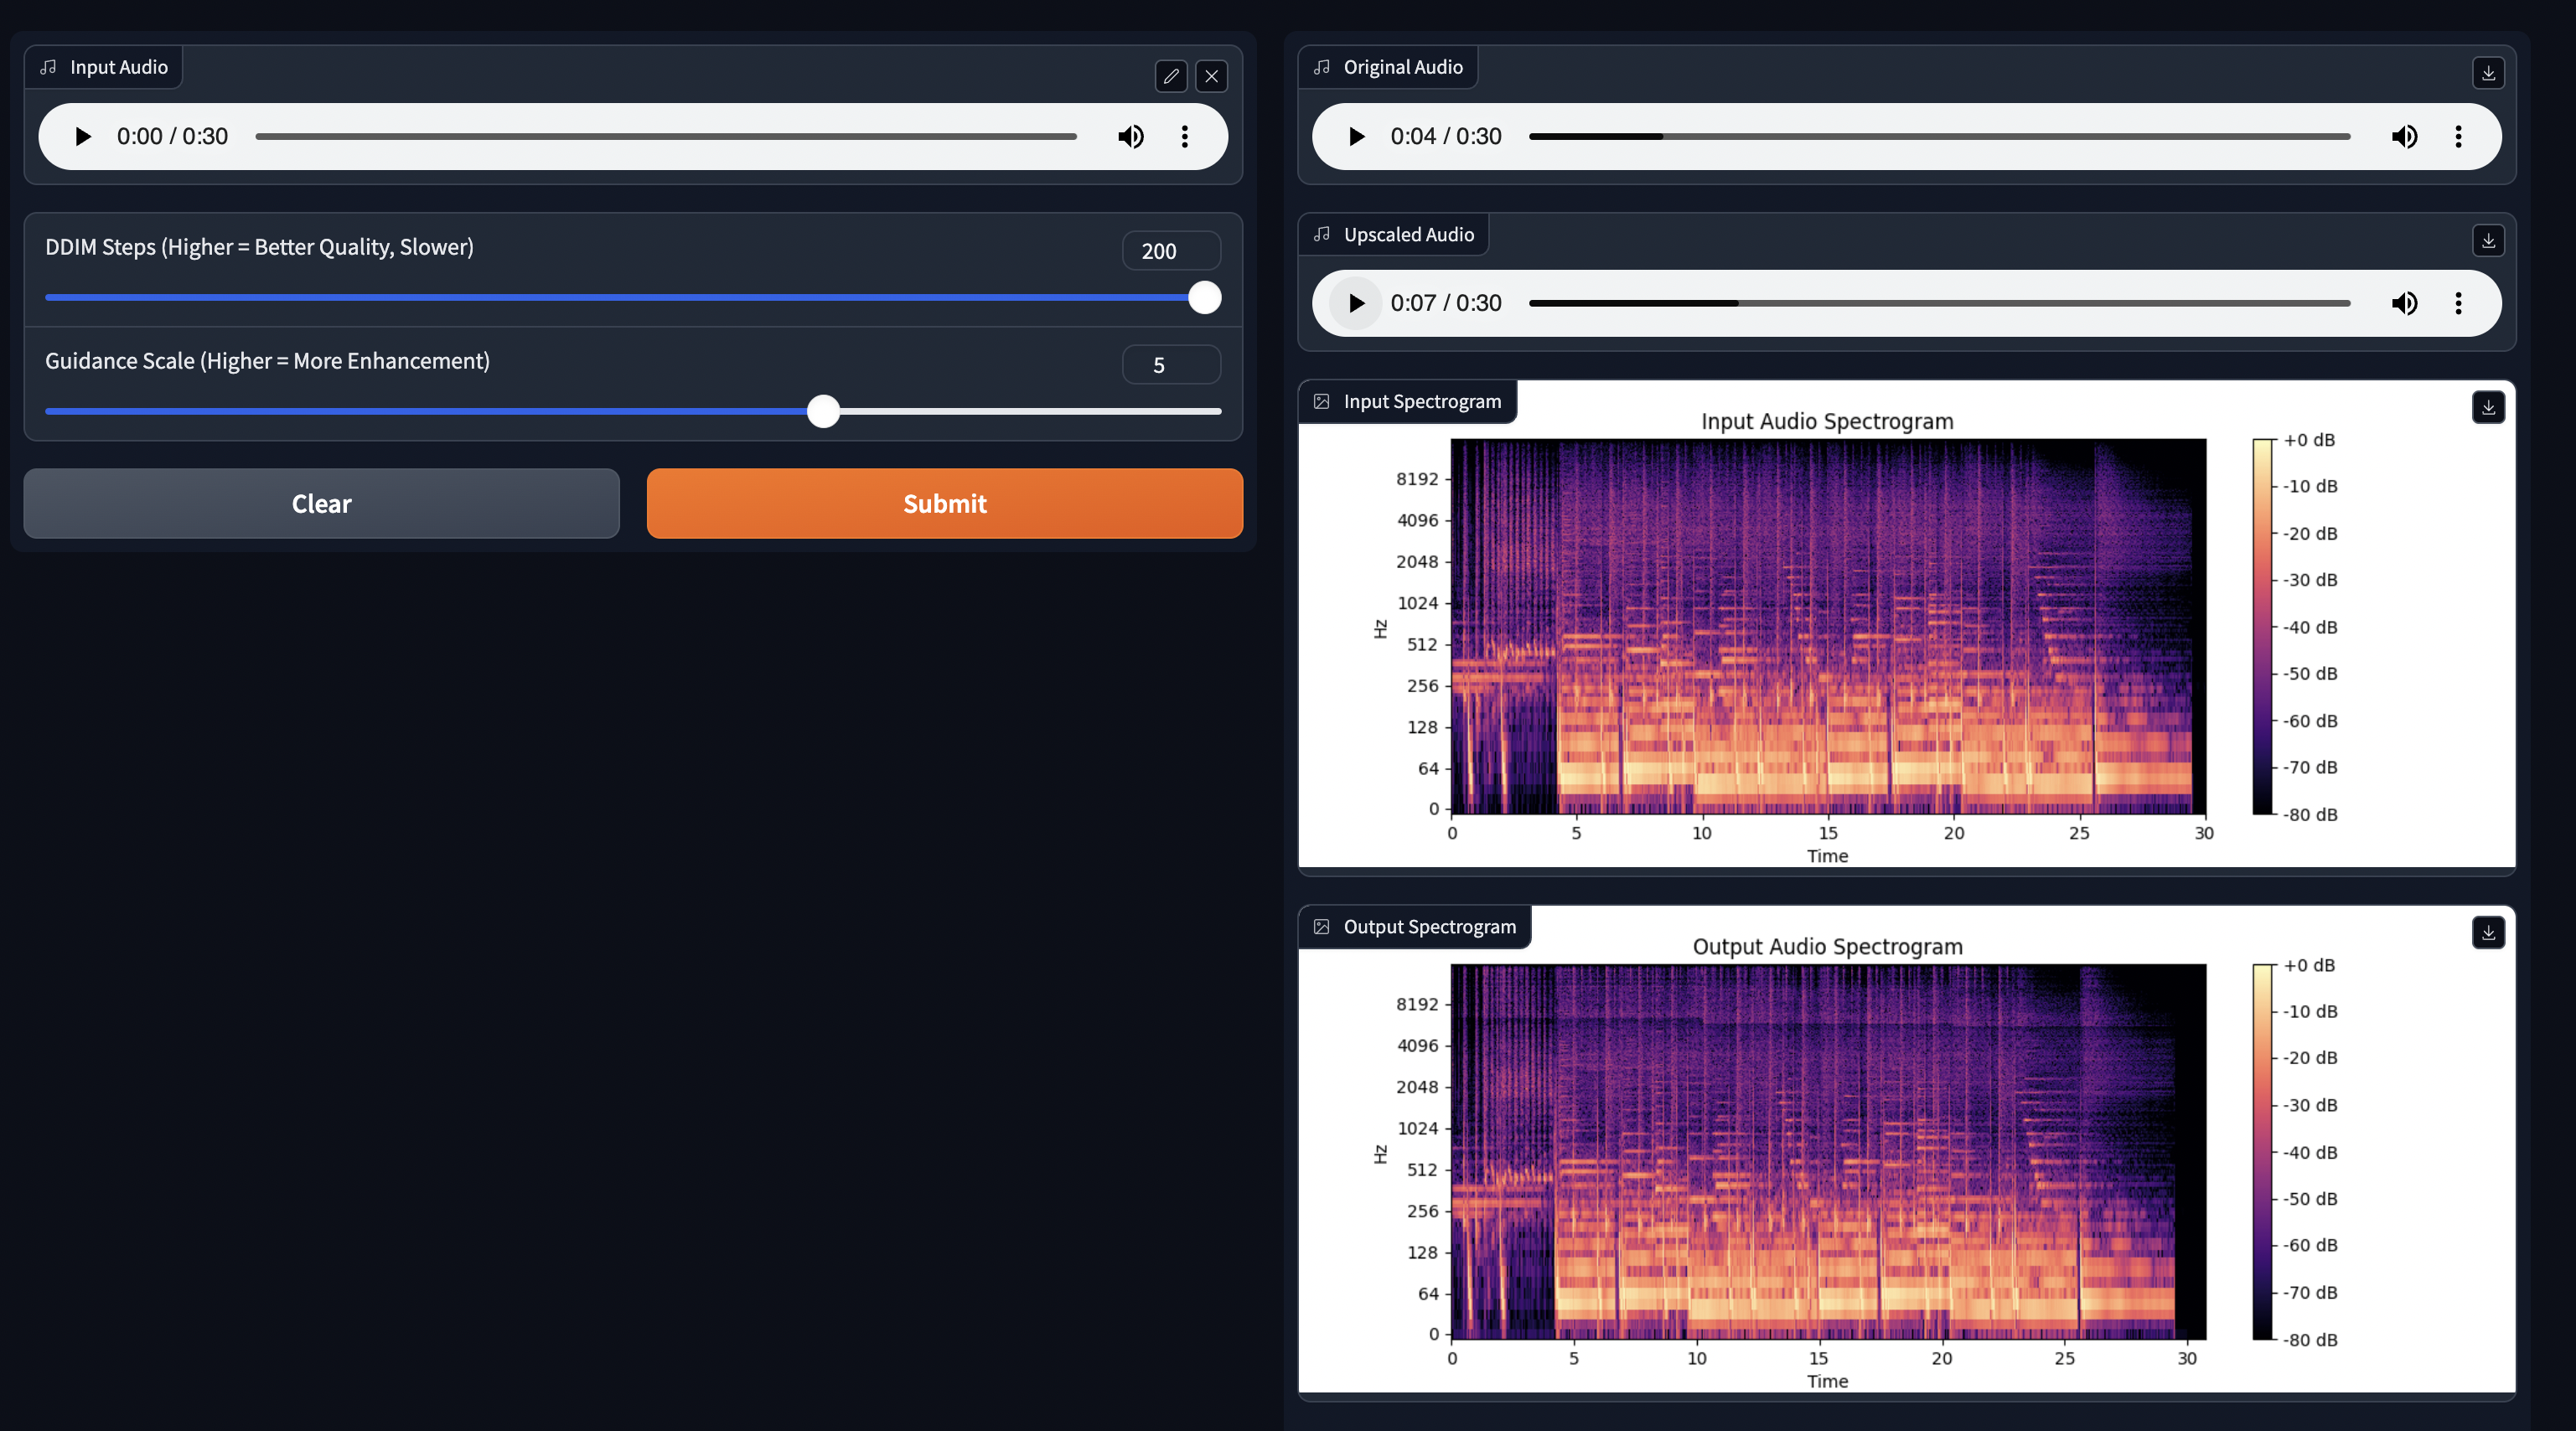 Input Audio
0:00 / 0:30
DDIM Steps (Higher = Better Quality, Slower)
200
Guidance Scale (Higher = More Enhancement)
5
Clear
Submit
Original Audio
0:04 / 0:30
Upscaled Audio
0:07 / 0:30
Input Spectrogram
Input Audio Spectrogram
8192
4096
2048
1024
512
256
128
64
0
Hz
0 5 10 15 20 25 30
Time
+0 dB
-10 dB
-20 dB
-30 dB
-40 dB
-50 dB
-60 dB
-70 dB
-80 dB
Output Spectrogram
Output Audio Spectrogram
8192
4096
2048
1024
512
256
128
64
0
Hz
0 5 10 15 20 25 30
Time
+0 dB
-10 dB
-20 dB
-30 dB
-40 dB
-50 dB
-60 dB
-70 dB
-80 dB